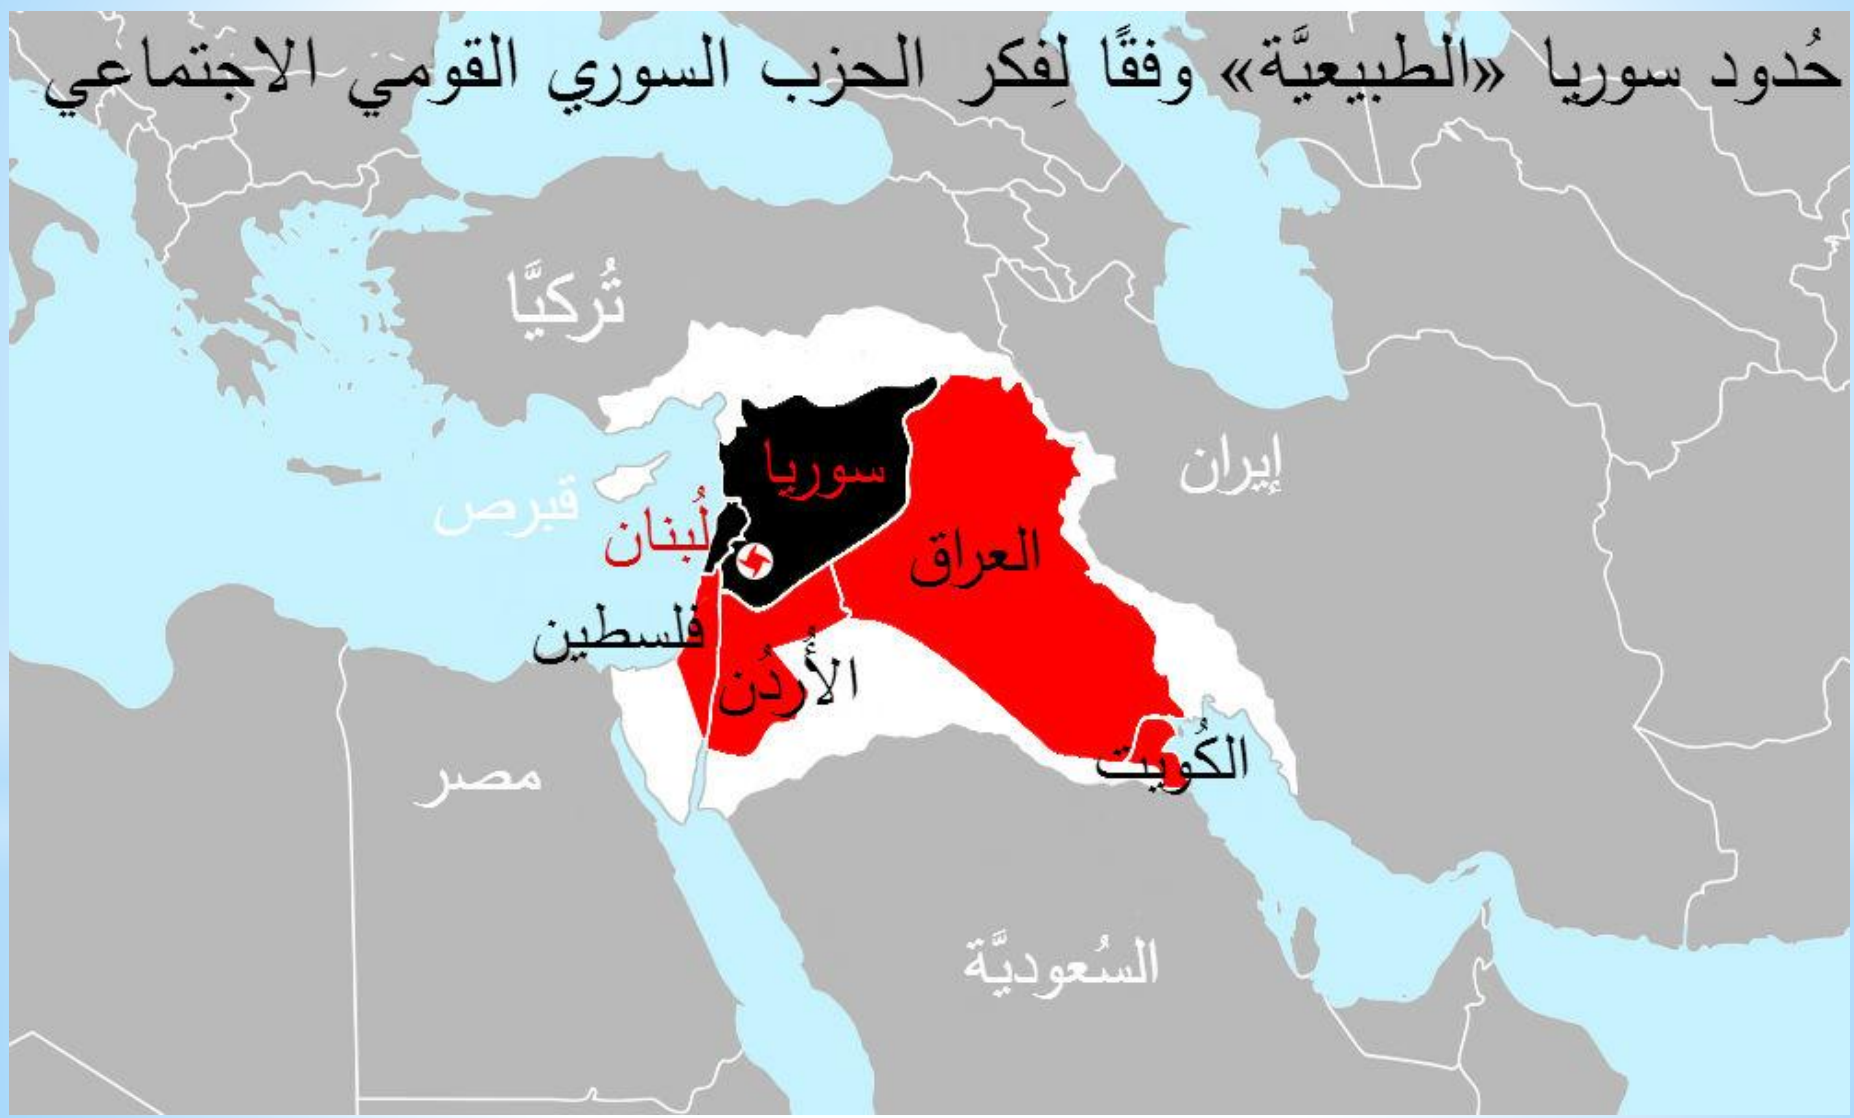 حُدود سوريا «الطبيعيَّة» وفقًا لِفكر الحزب السوري القومي الاجتماعي
تُركيَّا
إيران
سوريا
قبرص
لُبنان
العراق
فلسطين
الأُردُن
الكُويت
مصر
السُعوديَّة